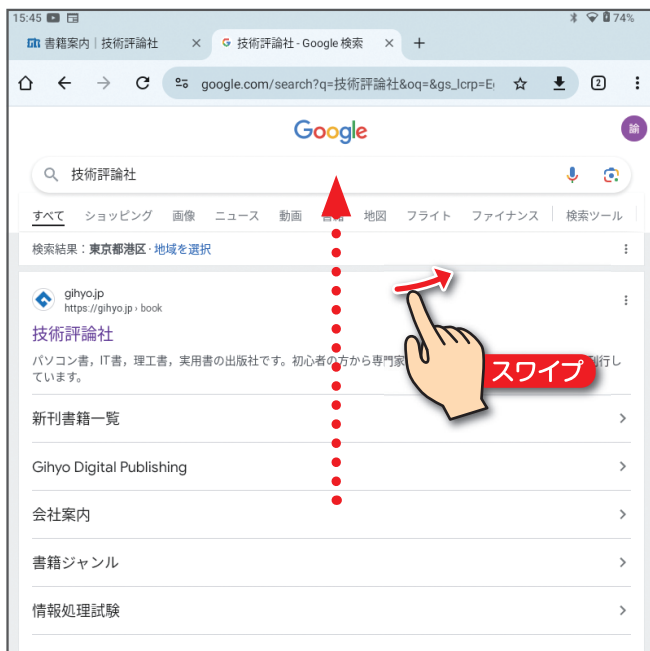 15:45 74%
書籍案内｜技術評論社 × G 技術評論社 - Google 検索 × +
google.com/search?q=技術評論社&oq=&gs_lcrp=E 2
Google
諭
技術評論社
すべて ショッピング 画像 ニュース 動画 地図 フライト ファイナンス 検索ツール
検索結果：東京都港区・地域を選択
gihyo.jp
https://gihyo.jp › book
技術評論社
パソコン書，IT書，理工書，実用書の出版社です。初心者の方から専門家 刊行し
ています。
スワイプ
新刊書籍一覧
Gihyo Digital Publishing
会社案内
書籍ジャンル
情報処理試験